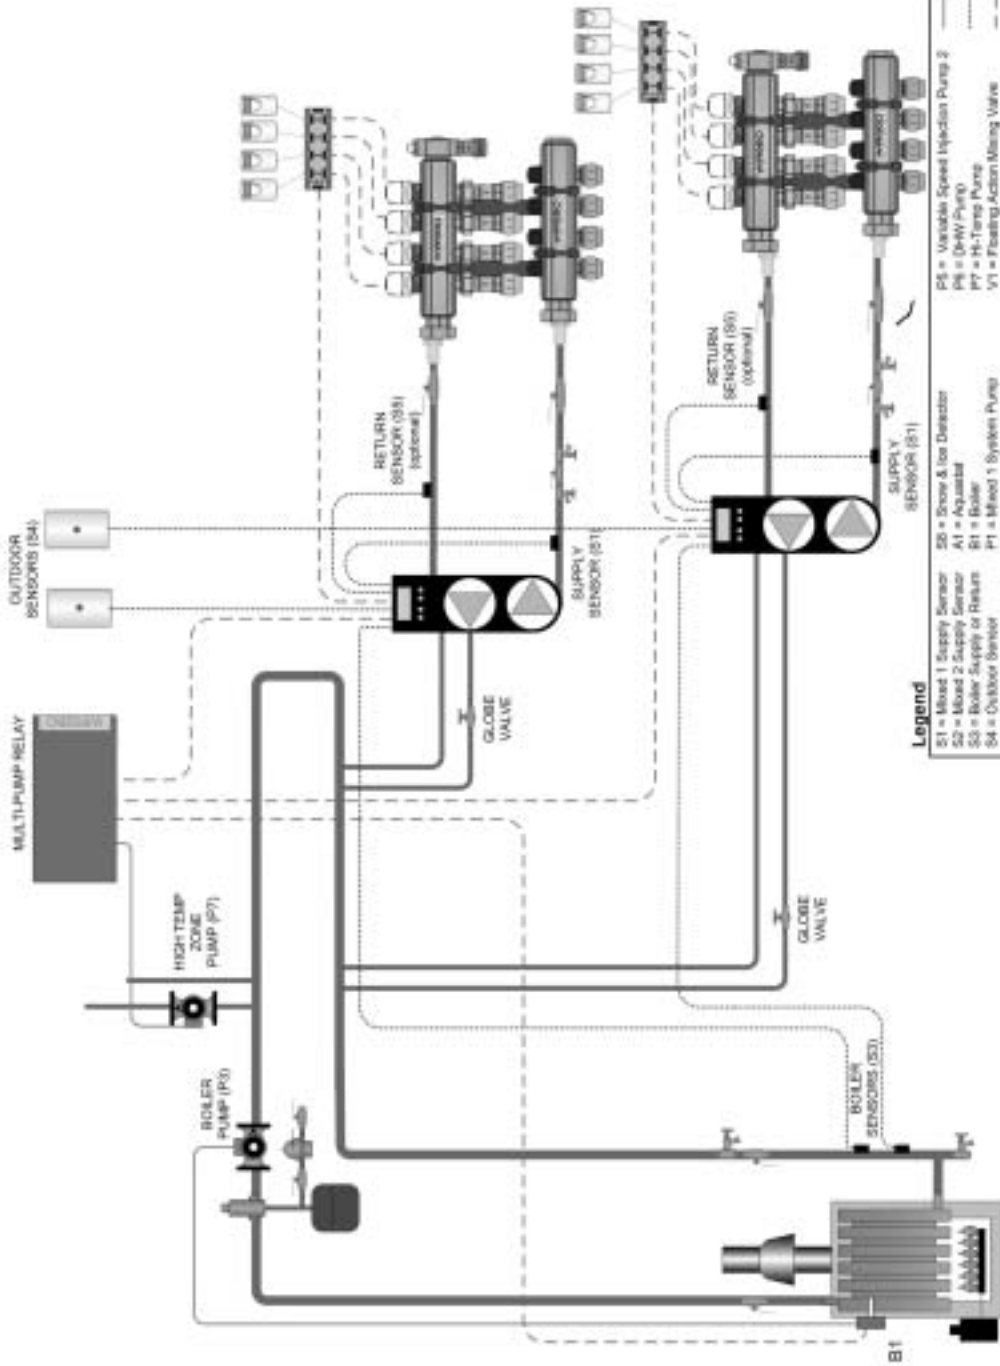 OUTDOOR
SENSORS (S4)
MULTI-PUMP RELAY
HIGH TEMP
ZONE
PUMP (P7)
BOILER
PUMP (P3)
RETURN
SENSOR (S5)
(optional)
SUPPLY
SENSOR (S1)
GLOBE
VALVE
RETURN
SENSOR (S6)
(optional)
SUPPLY
SENSOR (S1)
GLOBE
VALVE
BOILER
SENSORS (S3)
B1
Legend
S1 = Mixed 1 Supply Sensor
S2 = Mixed 2 Supply Sensor
S3 = Boiler Supply or Return
S4 = Outdoor Sensor
S8 = Snow & Ice Detector
A1 = Aquastat
B1 = Boiler
P1 = Mixed 1 System Pump
P5 = Variable Speed Injection Pump 2
P6 = DHW Pump
P7 = Hi-Temp Pump
V1 = Floating Action Mixing Valve